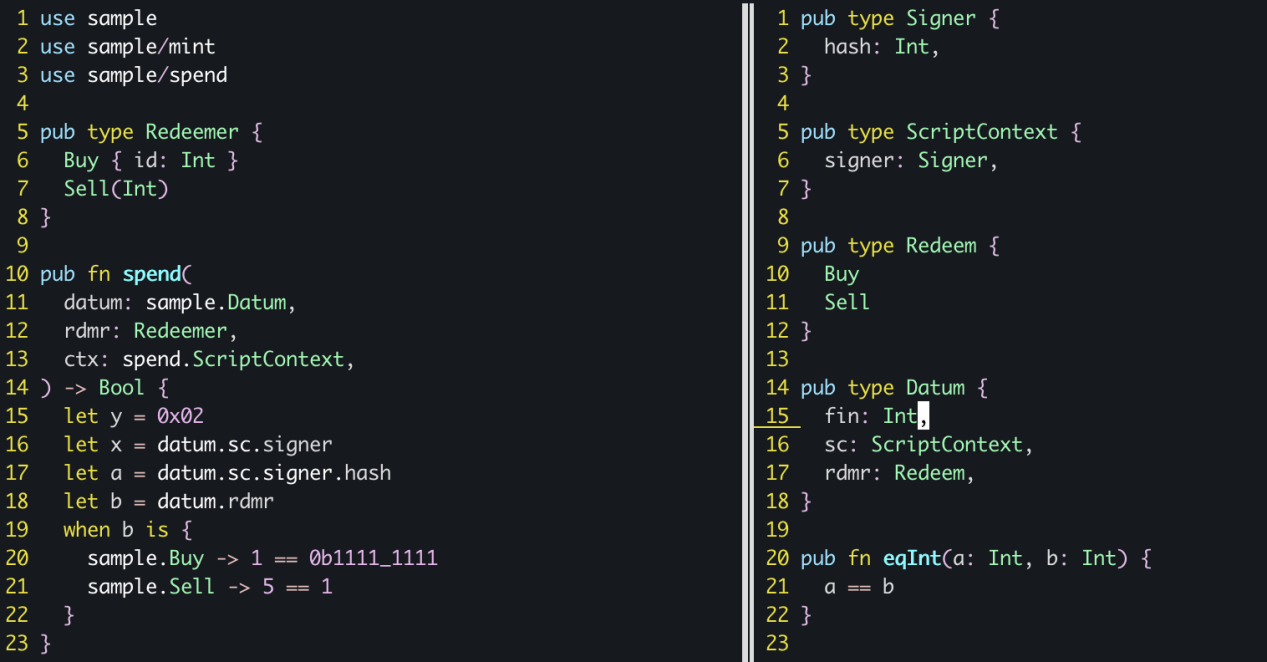 1 use sample
2 use sample/mint
3 use sample/spend
4
5 pub type Redeemer {
6   Buy { id: Int }
7   Sell(Int)
8 }
9
10 pub fn spend(
11   datum: sample.Datum,
12   rdmr: Redeemer,
13   ctx: spend.ScriptContext,
14 ) -> Bool {
15   let y = 0x02
16   let x = datum.sc.signer
17   let a = datum.sc.signer.hash
18   let b = datum.rdmr
19   when b is {
20     sample.Buy -> 1 == 0b1111_1111
21     sample.Sell -> 5 == 1
22   }
23 }
1 pub type Signer {
2   hash: Int,
3 }
4
5 pub type ScriptContext {
6   signer: Signer,
7 }
8
9 pub type Redeem {
10   Buy
11   Sell
12 }
13
14 pub type Datum {
15   fin: Int,
16   sc: ScriptContext,
17   rdmr: Redeem,
18 }
19
20 pub fn eqInt(a: Int, b: Int) {
21   a == b
22 }
23